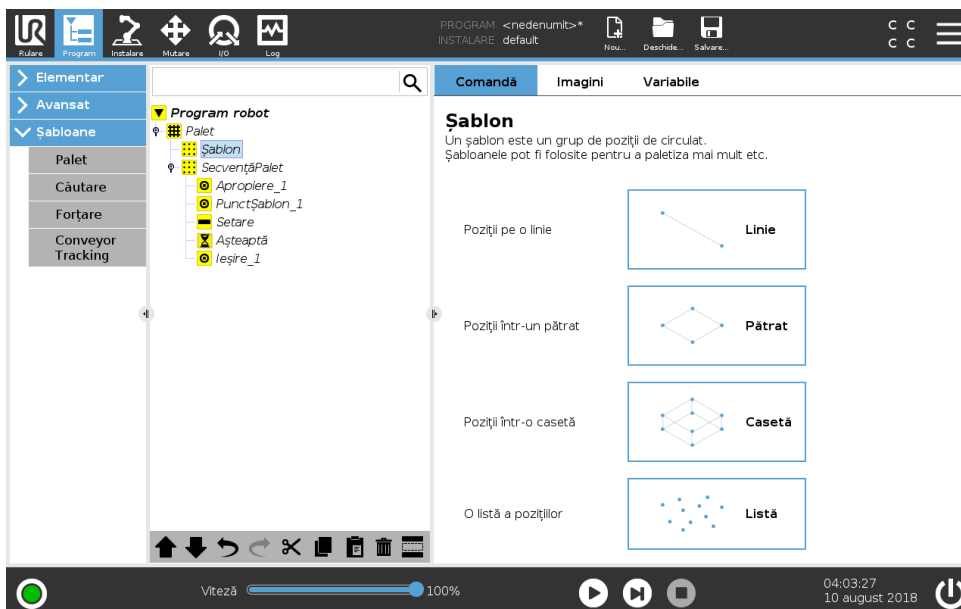 UR
Rulare
Program
Instalare
Mutare
I/O
Log
PROGRAM <nedenumit>*
INSTALARE default
Nou...
Deschide...
Salvare...
C C
C C
Elementar
Avansat
Șabloane
Palet
Căutare
Forțare
Conveyor
Tracking
Program robot
Palet
Șablon
SecvențăPalet
Apropiere_1
PunctȘablon_1
Setare
Așteaptă
Ieșire_1
Comandă
Imagini
Variabile
Șablon
Un șablon este un grup de poziții de circulat.
Șabloanele pot fi folosite pentru a paletiza mai mult etc.
Poziții pe o linie
Linie
Poziții într-un pătrat
Pătrat
Poziții într-o casetă
Casetă
O listă a pozițiilor
Listă
Viteză
100%
04:03:27
10 august 2018